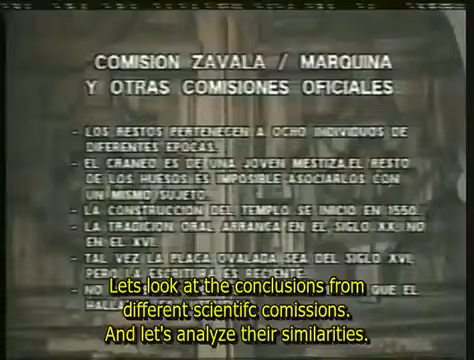 COMISION ZAVALA / MARQUINA
Y OTRAS COMISIONES OFICIALES
- LOS RESTOS PERTENECEN A OCHO INDIVIDUOS DE
DIFERENTES EPOCAS.
- EL CRANEO ES DE UNA JOVEN MESTIZA.EL RESTO
DE LOS HUESOS ES IMPOSIBLE ASOCIARLOS CON
UN MISMO SUJETO.
- LA CONSTRUCCION DEL TEMPLO SE INICIO EN 1550.
- LA TRADICION ORAL ARRANCA EN EL SIGLO XX, NO
EN EL XVI.
- TAL VEZ LA PLACA OVALADA SEA DEL SIGLO XVI,
PERO LA ESCRITURA ES RECIENTE.
- NO QUE EL
Lets look at the conclusions from
different scientifc comissions.
And let's analyze their similarities.